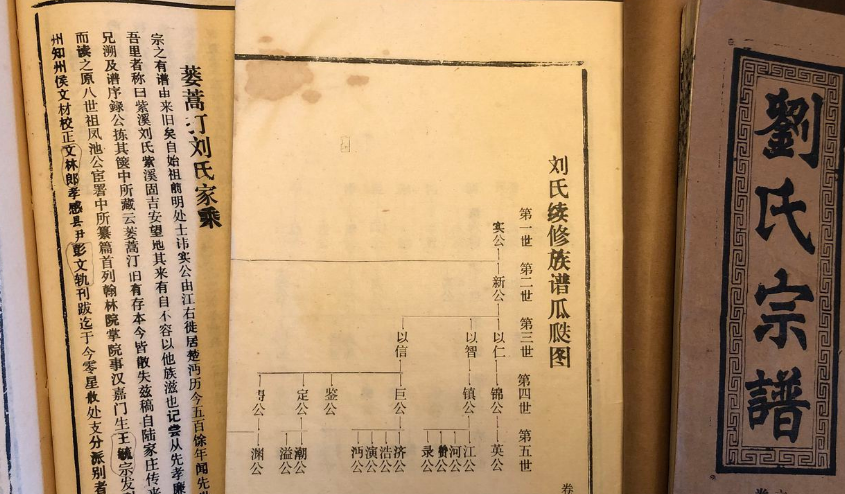 劉氏宗譜
刘氏续修族谱瓜瓞图
第一世 第二世 第三世 第四世 第五世
实公 新公 以仁 锦公 英公
以智 镇公 江公
河公
录公
以信 巨公 济公
浩公
演公
沔公
鉴公
定公 潮公
溢公
渊公
卷
蒌蒿汀刘氏家乘
宗之有谱由来旧矣自始祖前明处士讳实公由江右徙居楚沔历今五百馀年闻先
吾里者称曰紫溪刘氏紫溪固吉安望地其来有自不容以他族滋也记尝从先孝廉
兄溯及谱序録公拣其箧中所藏云蒌蒿汀旧有存本今皆散失兹稿自陆家庄传来
而读之原八世祖凤池公宦署中所纂篇首列翰林院掌院事汉嘉门生王毓宗发
州知州侯文材校正文林郎孝感县尹彭文轨刊跋迄于今零星散处支分派别者